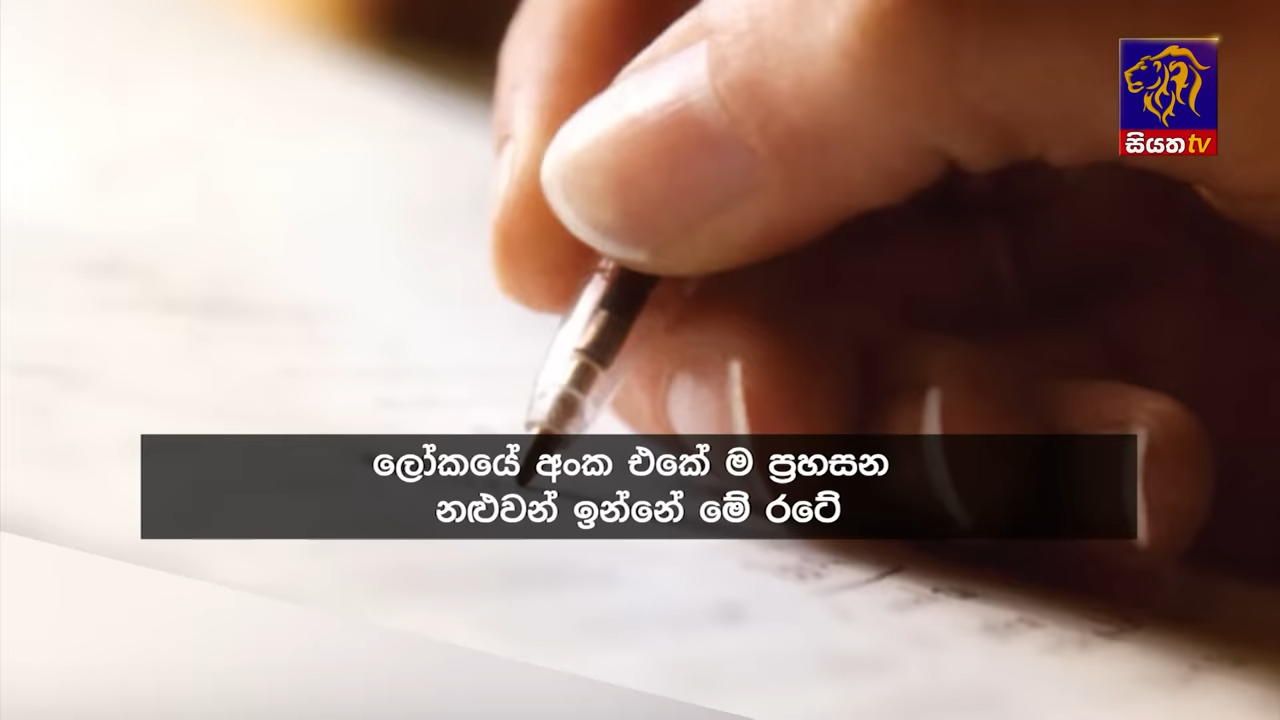 සියත tv
ලෝකයේ අංක එකේ ම ප්‍රහසන
නළුවන් ඉන්නේ මේ රටේ